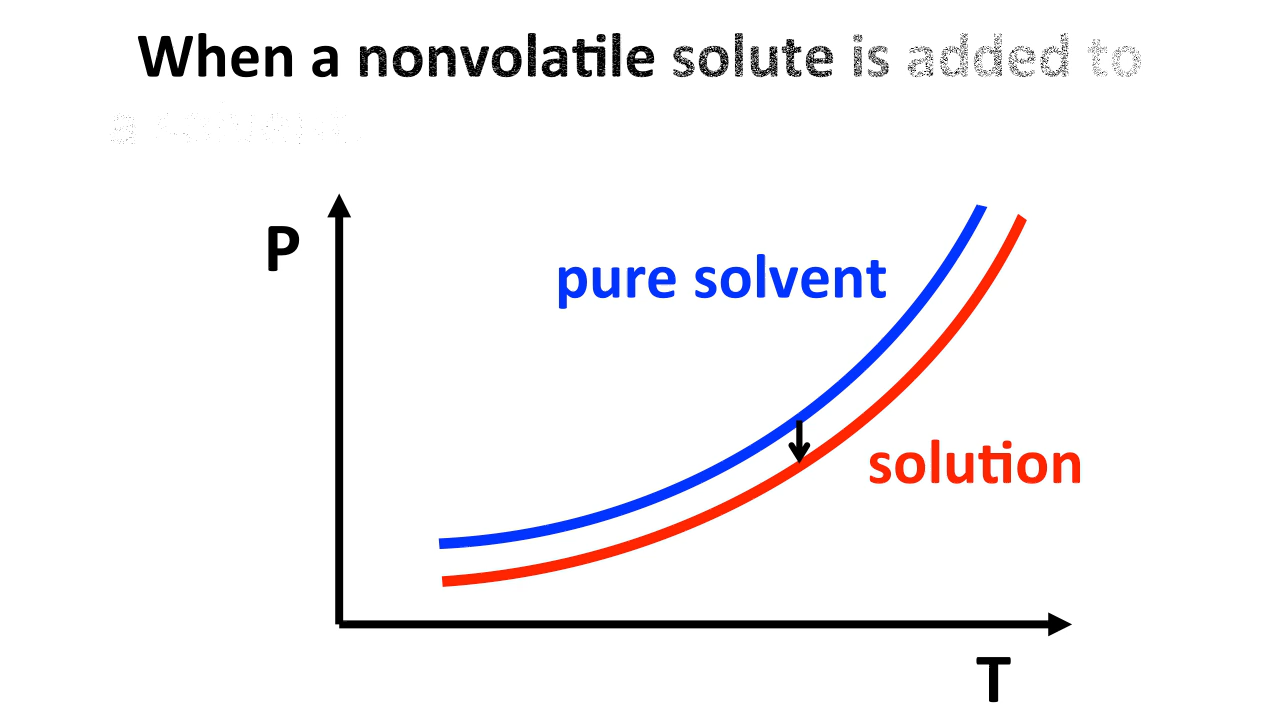 When a nonvolatile solute is added to
a
P
pure solvent
solution
T